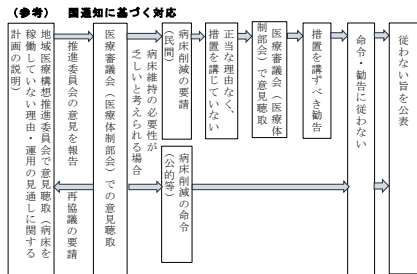 (参考) 国通知に基づく対応
地域医療構想推進委員会で意見聴取(病床を
稼働していない理由・運用の見通しに関する
計画の説明)
推進委員会の意見を報告
再協議の要請
医療審議会(医療体制部会)での意見聴取
病床維持の必要性が
乏しいと考えられる場合
病床削減の要請
(民間)
病床削減の命令
(公的等)
正当な理由なく、
措置を講じていない
医療審議会(医療体
制部会)で意見聴取
措置を講ずべき勧告
命令・勧告に従わない
従わない旨を公表